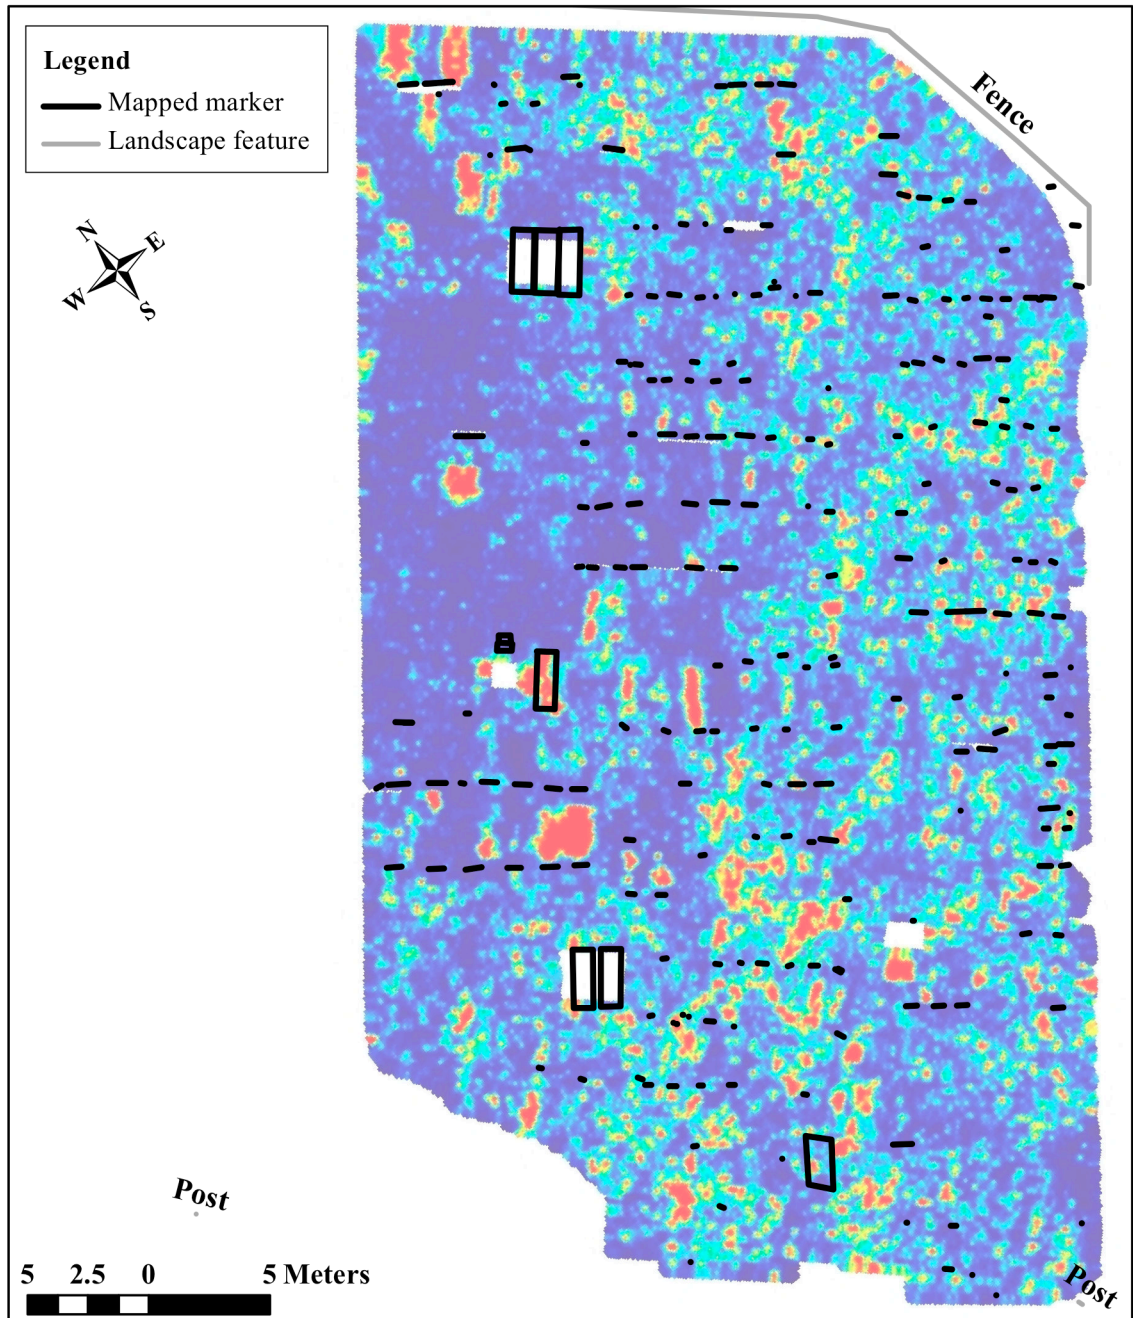 Legend
Mapped marker
Landscape feature
Fence
N
E
W
S
Post
5 2.5 0 5 Meters
Post